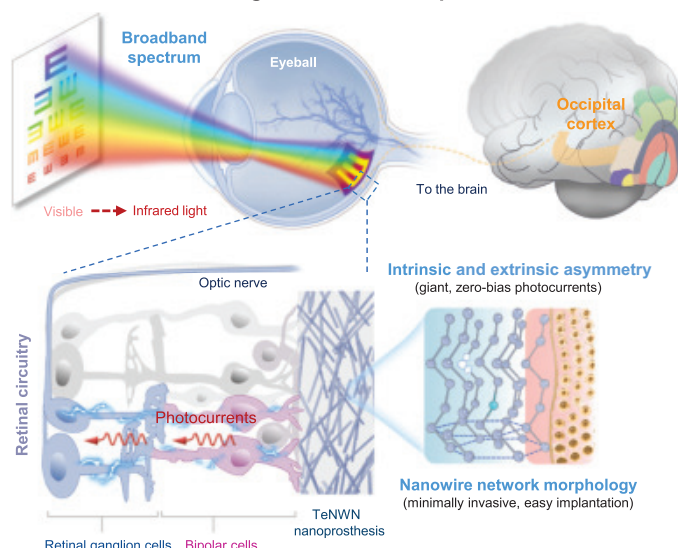 Broadband
spectrum
Eyeball
Occipital
cortex
Visible
Infrared light
To the brain
Optic nerve
Intrinsic and extrinsic asymmetry
(giant, zero-bias photocurrents)
Retinal circuitry
Photocurrents
Nanowire network morphology
(minimally invasive, easy implantation)
TeNWN
nanoprosthesis
Retinal ganglion cells
Bipolar cells